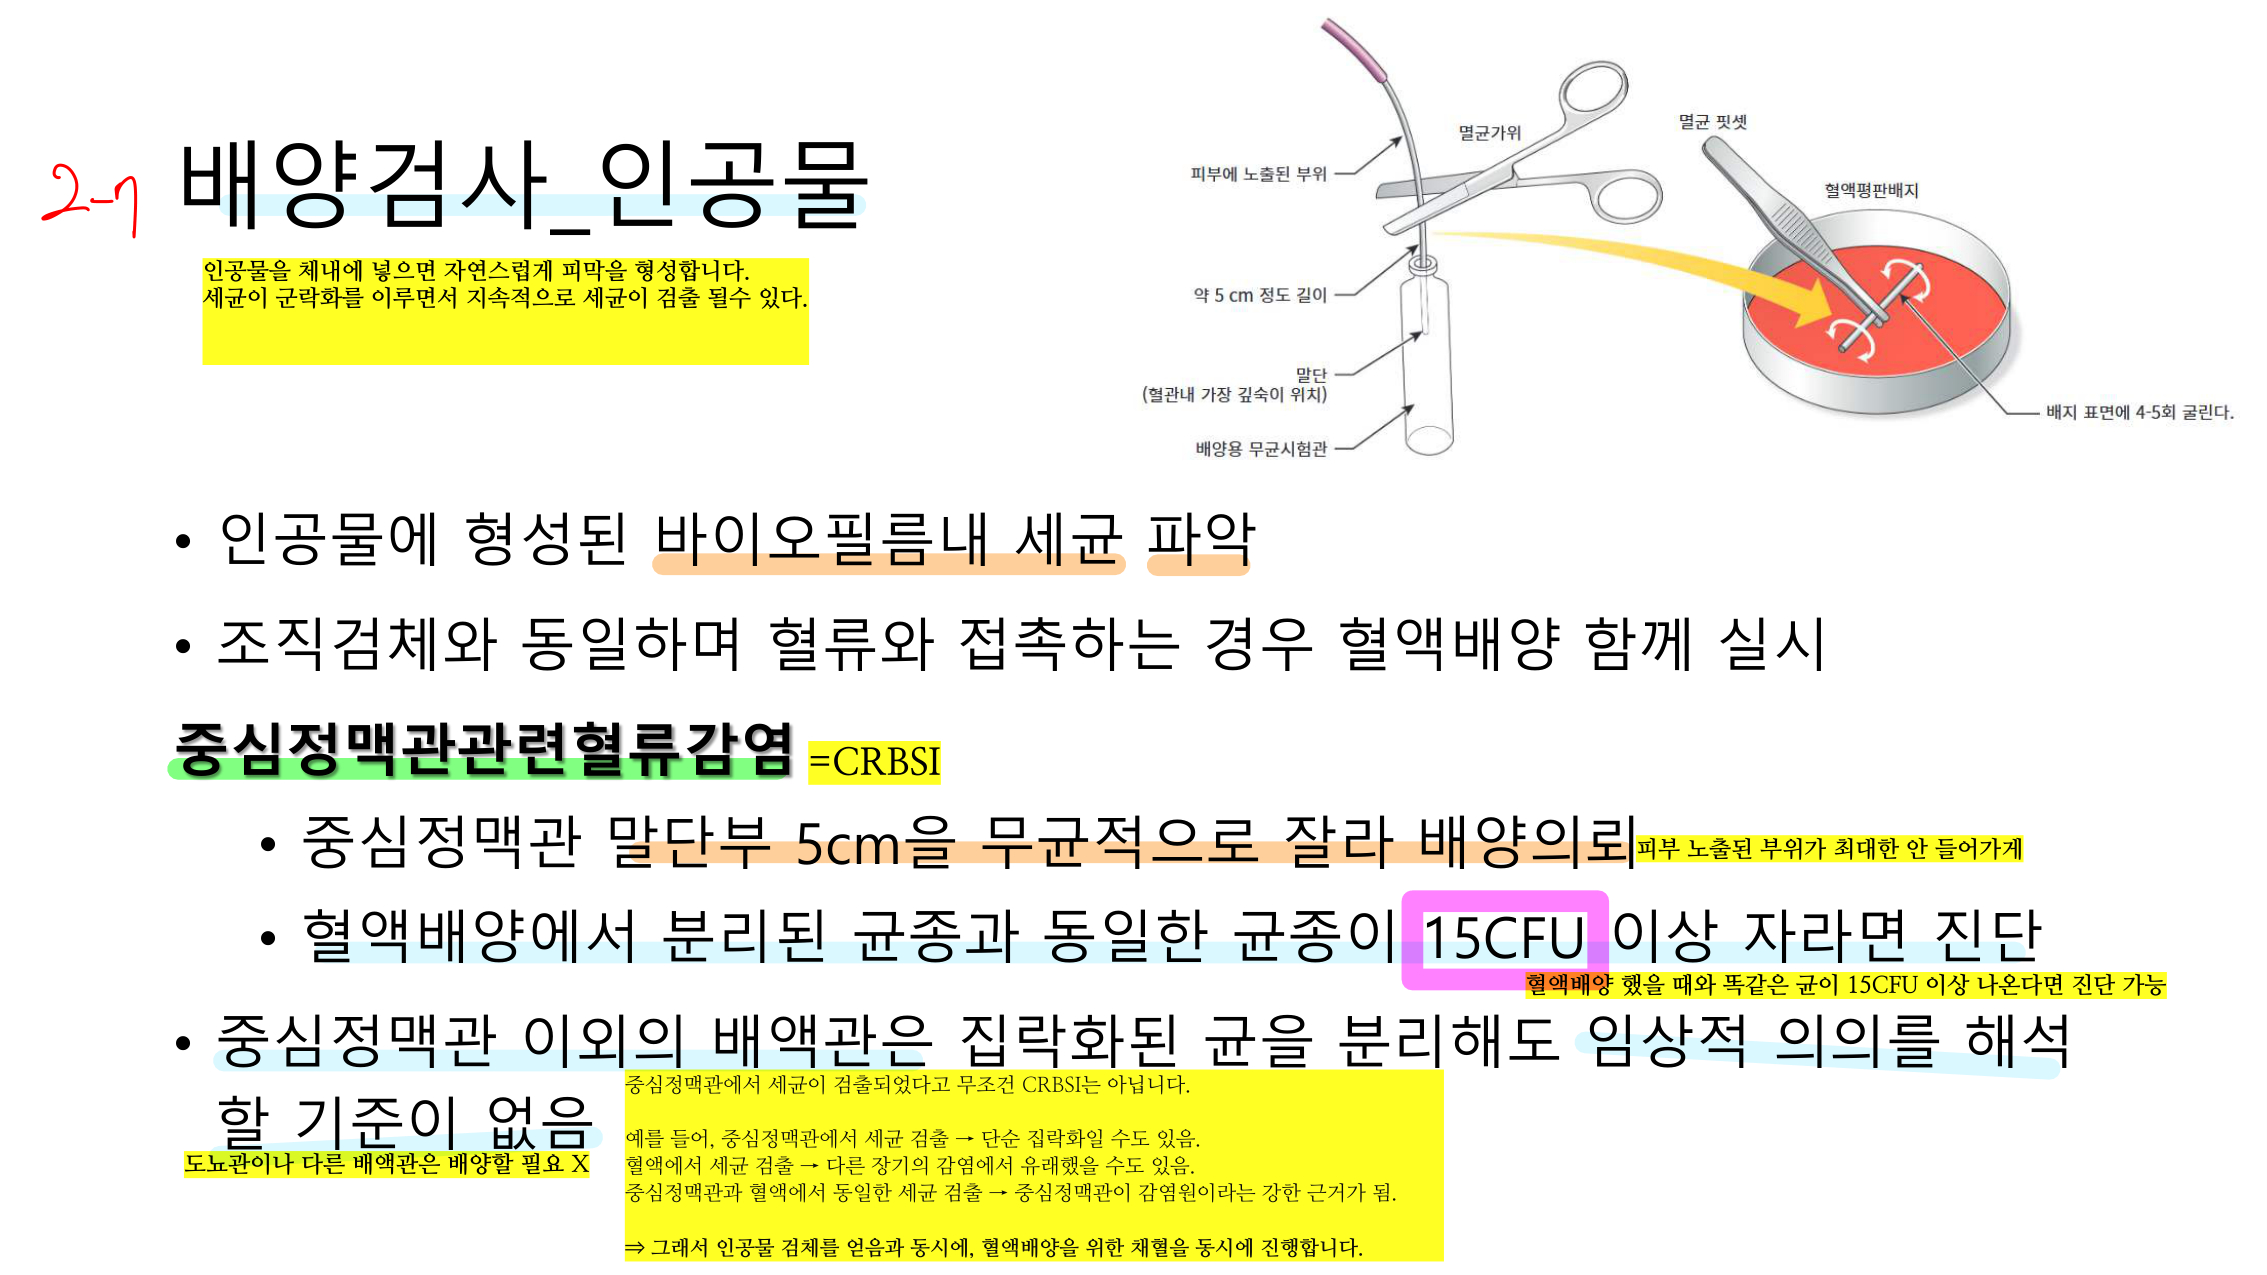 2-7
배양검사_인공물
인공물을 체내에 넣으면 자연스럽게 피막을 형성합니다.
세균이 군락화를 이루면서 지속적으로 세균이 검출 될수 있다.
멸균가위
멸균 핏셋
피부에 노출된 부위
혈액평판배지
약 5 cm 정도 길이
말단
(혈관내 가장 깊숙이 위치)
배지 표면에 4-5회 굴린다.
배양용 무균시험관
• 인공물에 형성된 바이오필름내 세균 파악
• 조직검체와 동일하며 혈류와 접촉하는 경우 혈액배양 함께 실시
중심정맥관관련혈류감염 =CRBSI
• 중심정맥관 말단부 5cm을 무균적으로 잘라 배양의뢰 피부 노출된 부위가 최대한 안 들어가게
• 혈액배양에서 분리된 균종과 동일한 균종이 15CFU 이상 자라면 진단
혈액배양 했을 때와 똑같은 균이 15CFU 이상 나온다면 진단 가능
• 중심정맥관 이외의 배액관은 집락화된 균을 분리해도 임상적 의의를 해석
할 기준이 없음
도뇨관이나 다른 배액관은 배양할 필요 X
중심정맥관에서 세균이 검출되었다고 무조건 CRBSI는 아닙니다.
예를 들어, 중심정맥관에서 세균 검출 → 단순 집락화일 수도 있음.
혈액에서 세균 검출 → 다른 장기의 감염에서 유래했을 수도 있음.
중심정맥관과 혈액에서 동일한 세균 검출 → 중심정맥관이 감염원이라는 강한 근거가 됨.
⇒ 그래서 인공물 검체를 얻음과 동시에, 혈액배양을 위한 채혈을 동시에 진행합니다.